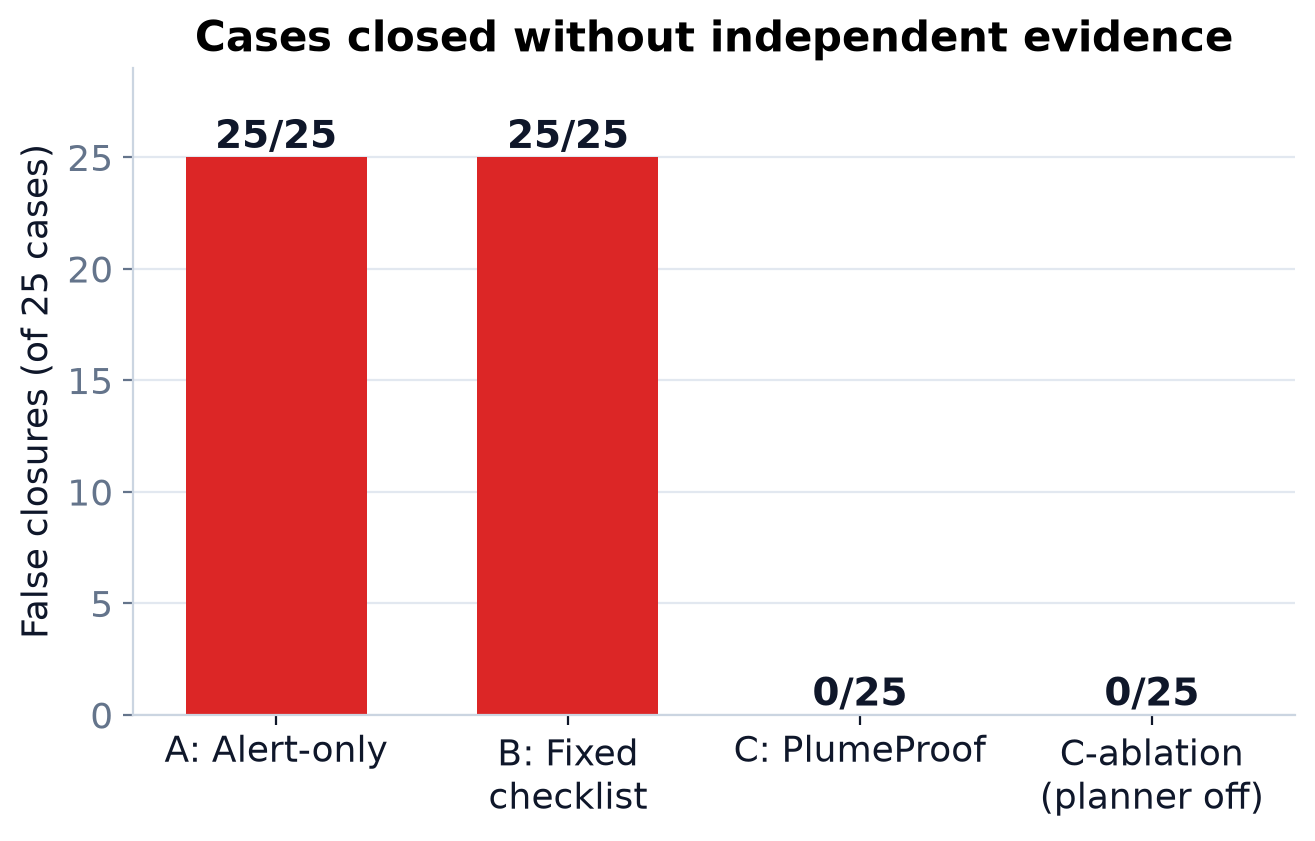 Cases closed without independent evidence
False closures (of 25 cases)
25
20
15
10
5
0
25/25
25/25
0/25
0/25
A: Alert-only
B: Fixed
checklist
C: PlumeProof
C-ablation
(planner off)